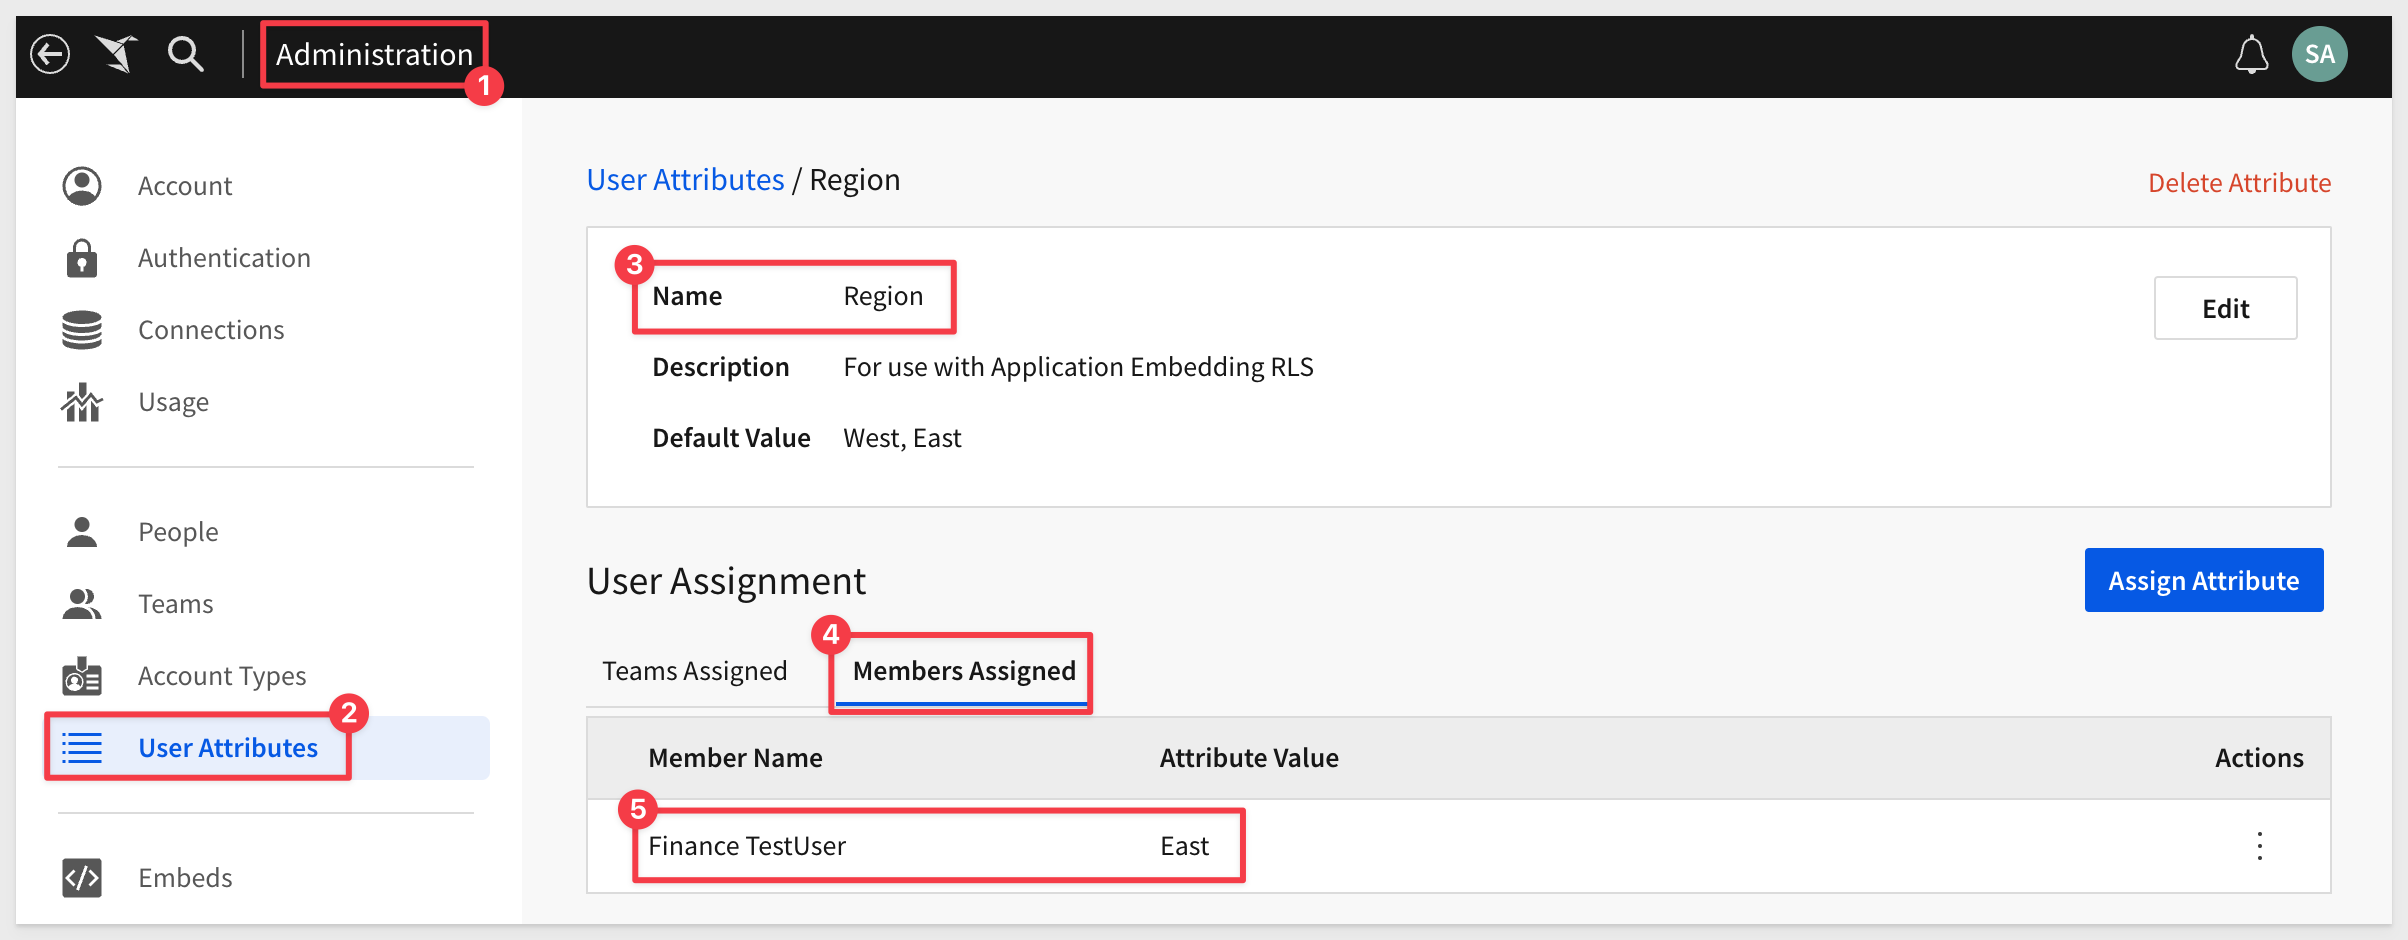 Administration
1
SA
Account
Authentication
Connections
Usage
People
Teams
Account Types
2
User Attributes
Embeds
User Attributes / Region
Delete Attribute
3
Name Region
Edit
Description For use with Application Embedding RLS
Default Value West, East
User Assignment
Assign Attribute
4
Teams Assigned Members Assigned
Member Name Attribute Value Actions
5
Finance TestUser East